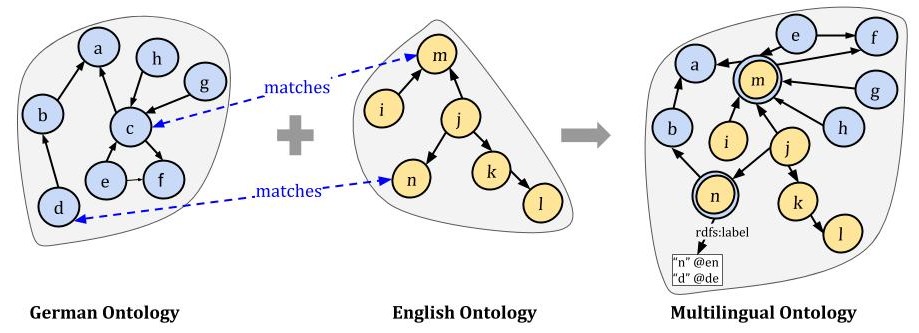 a
h
g
b
c
e
f
d
matches
matches
m
i
j
n
k
l
e
f
a
m
g
b
i
j
h
n
k
l
rdfs:label
"n" @en
"d" @de
German Ontology
English Ontology
Multilingual Ontology